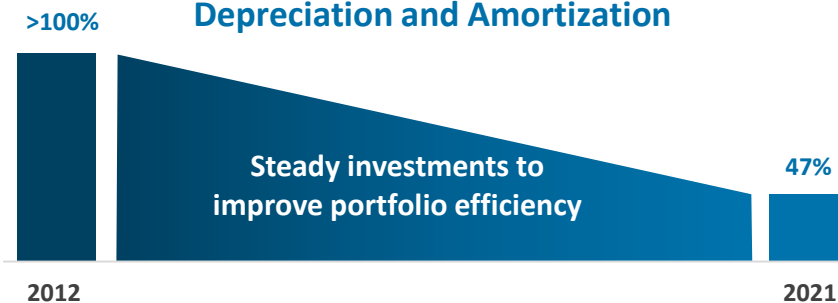 Depreciation and Amortization
>100%
Steady investments to
improve portfolio efficiency
47%
2012
2021